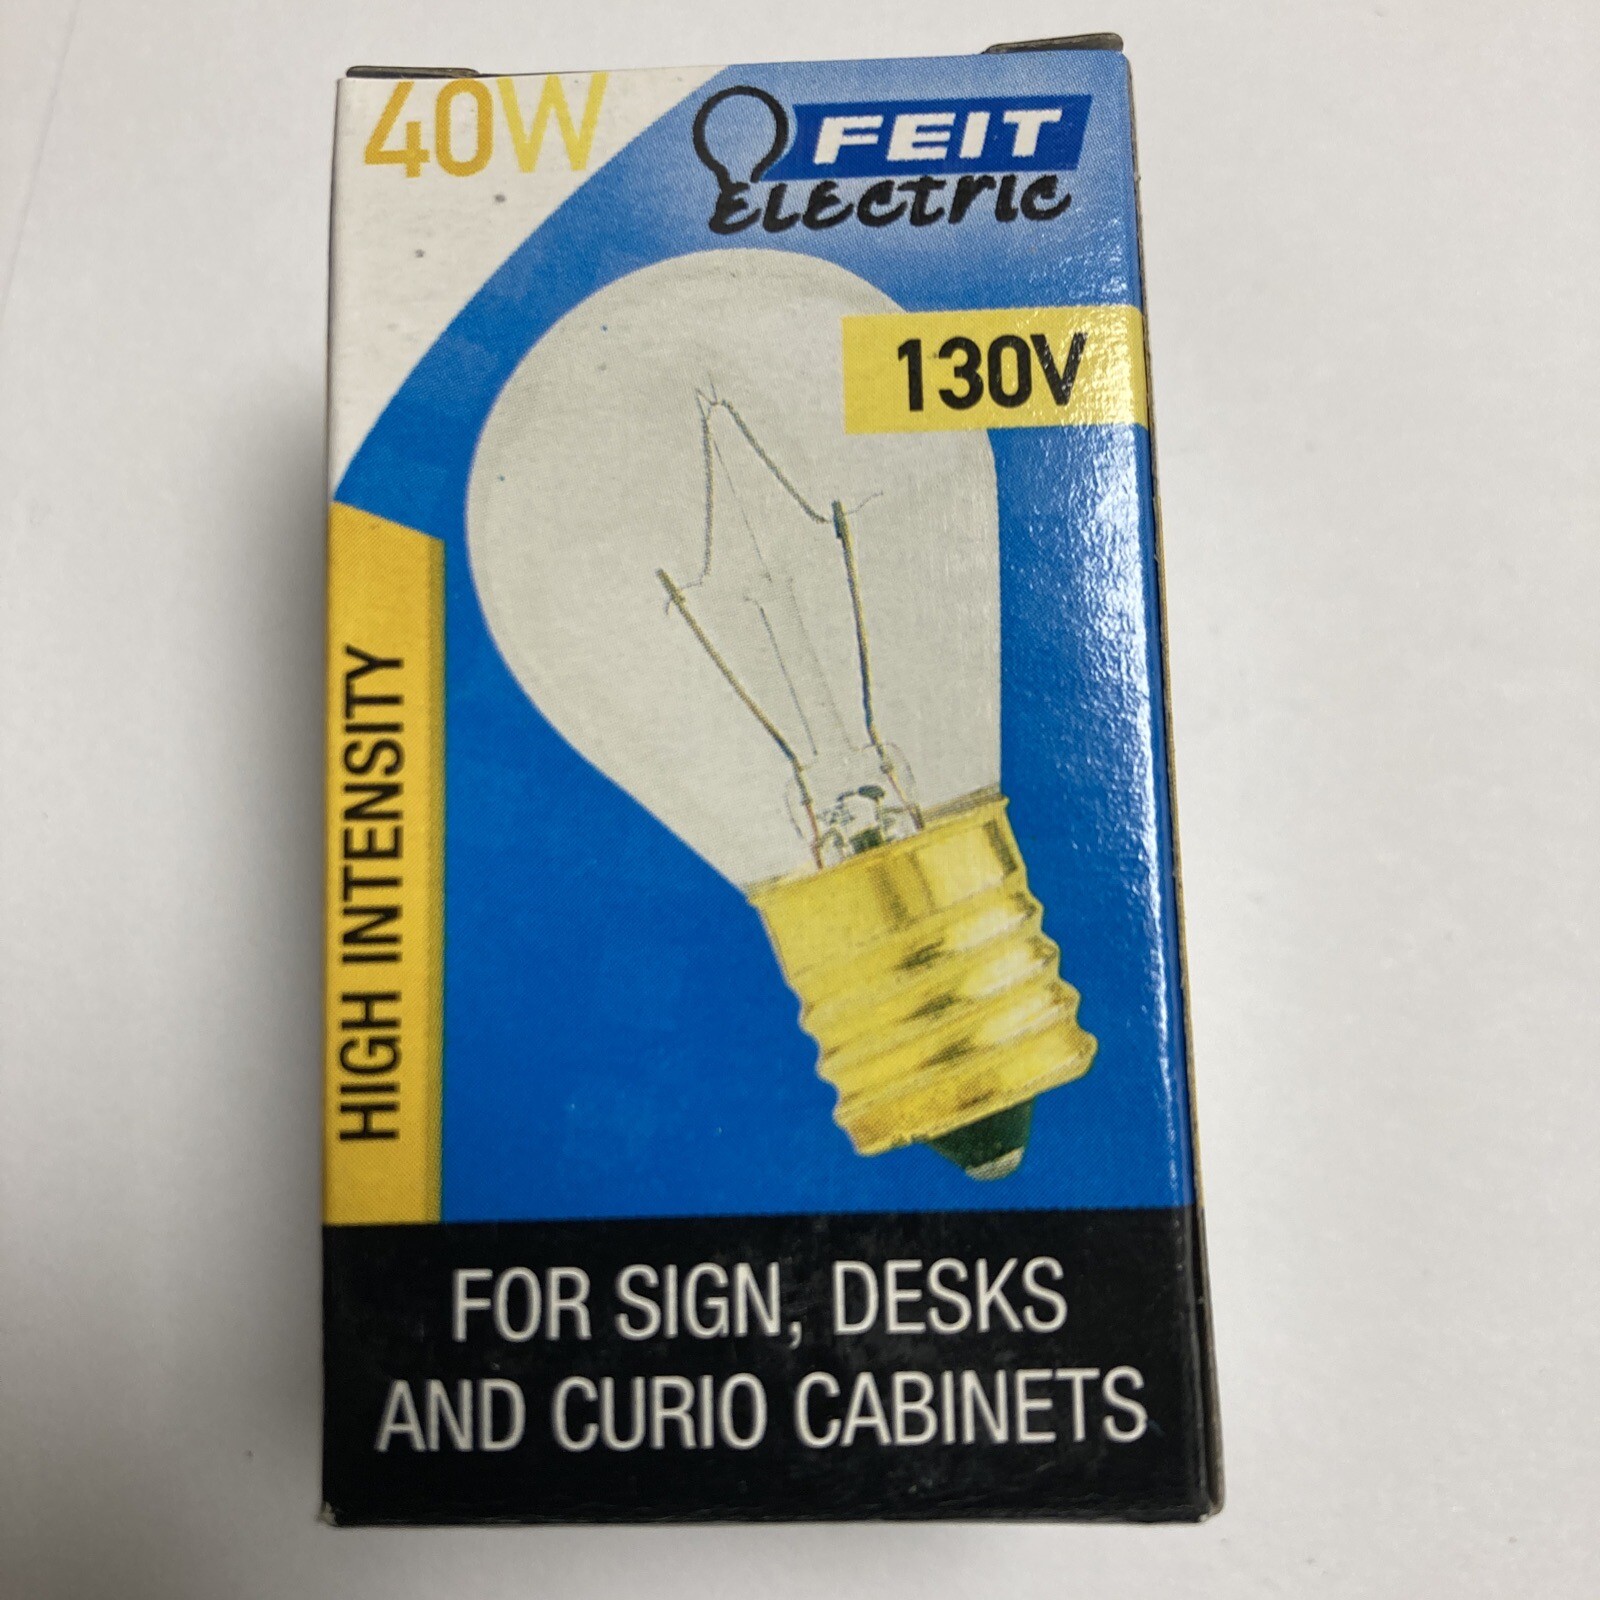 40W
FEIT
ELECTRIC
130V
HIGH INTENSITY
FOR SIGN, DESKS
AND CURIO CABINETS